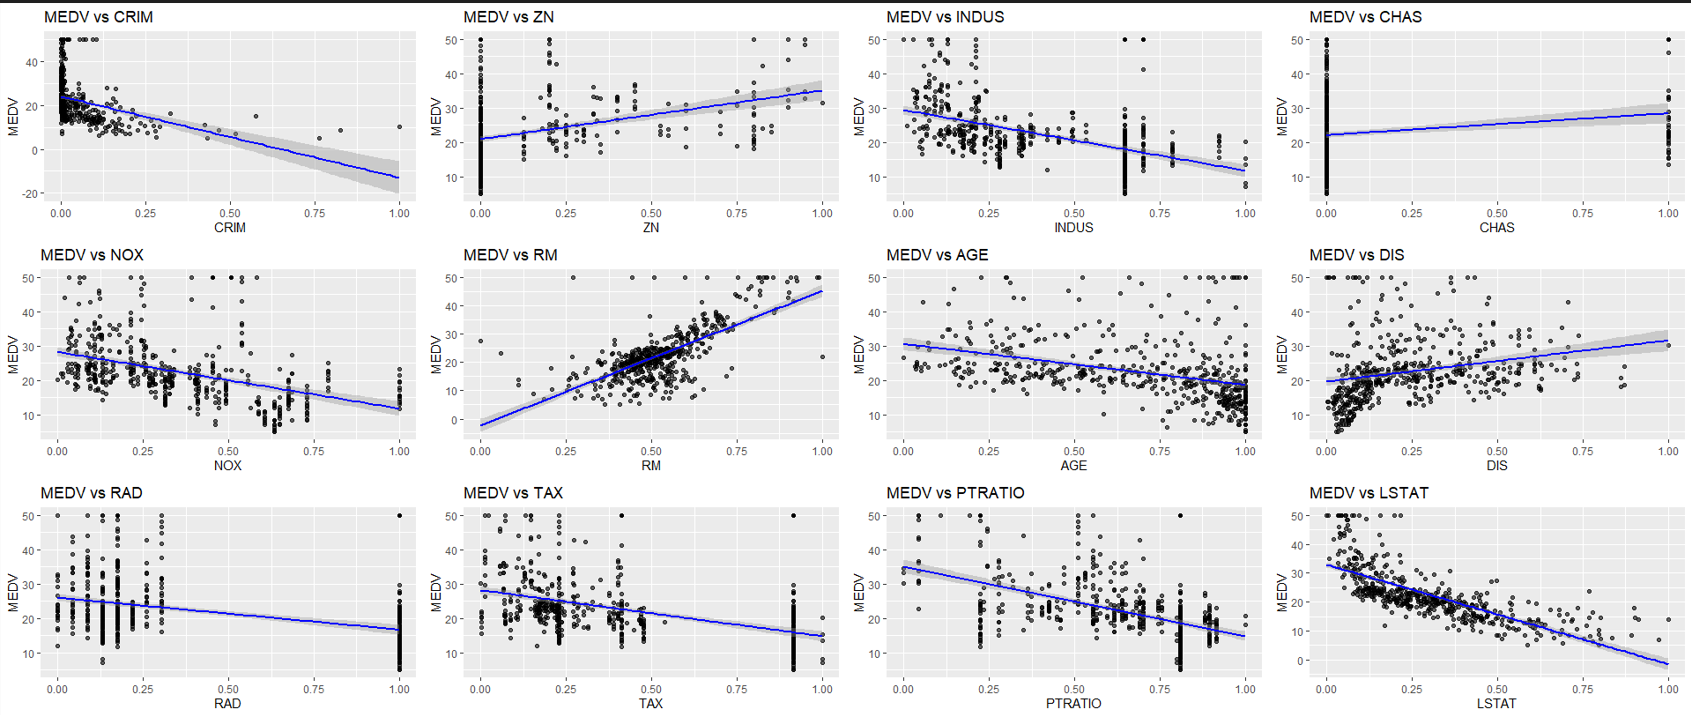 MEDV vs CRIM
MEDV
40
20
0
-20
0.00 0.25 0.50 0.75 1.00
CRIM
MEDV vs ZN
MEDV
50
40
30
20
10
0.00 0.25 0.50 0.75 1.00
ZN
MEDV vs INDUS
MEDV
50
40
30
20
10
0.00 0.25 0.50 0.75 1.00
INDUS
MEDV vs CHAS
MEDV
50
40
30
20
10
0.00 0.25 0.50 0.75 1.00
CHAS
MEDV vs NOX
MEDV
50
40
30
20
10
0.00 0.25 0.50 0.75 1.00
NOX
MEDV vs RM
MEDV
50
40
30
20
10
0
0.00 0.25 0.50 0.75 1.00
RM
MEDV vs AGE
MEDV
50
40
30
20
10
0.00 0.25 0.50 0.75 1.00
AGE
MEDV vs DIS
MEDV
50
40
30
20
10
0.00 0.25 0.50 0.75 1.00
DIS
MEDV vs RAD
MEDV
50
40
30
20
10
0.00 0.25 0.50 0.75 1.00
RAD
MEDV vs TAX
MEDV
50
40
30
20
10
0.00 0.25 0.50 0.75 1.00
TAX
MEDV vs PTRATIO
MEDV
50
40
30
20
10
0.00 0.25 0.50 0.75 1.00
PTRATIO
MEDV vs LSTAT
MEDV
50
40
30
20
10
0
0.00 0.25 0.50 0.75 1.00
LSTAT